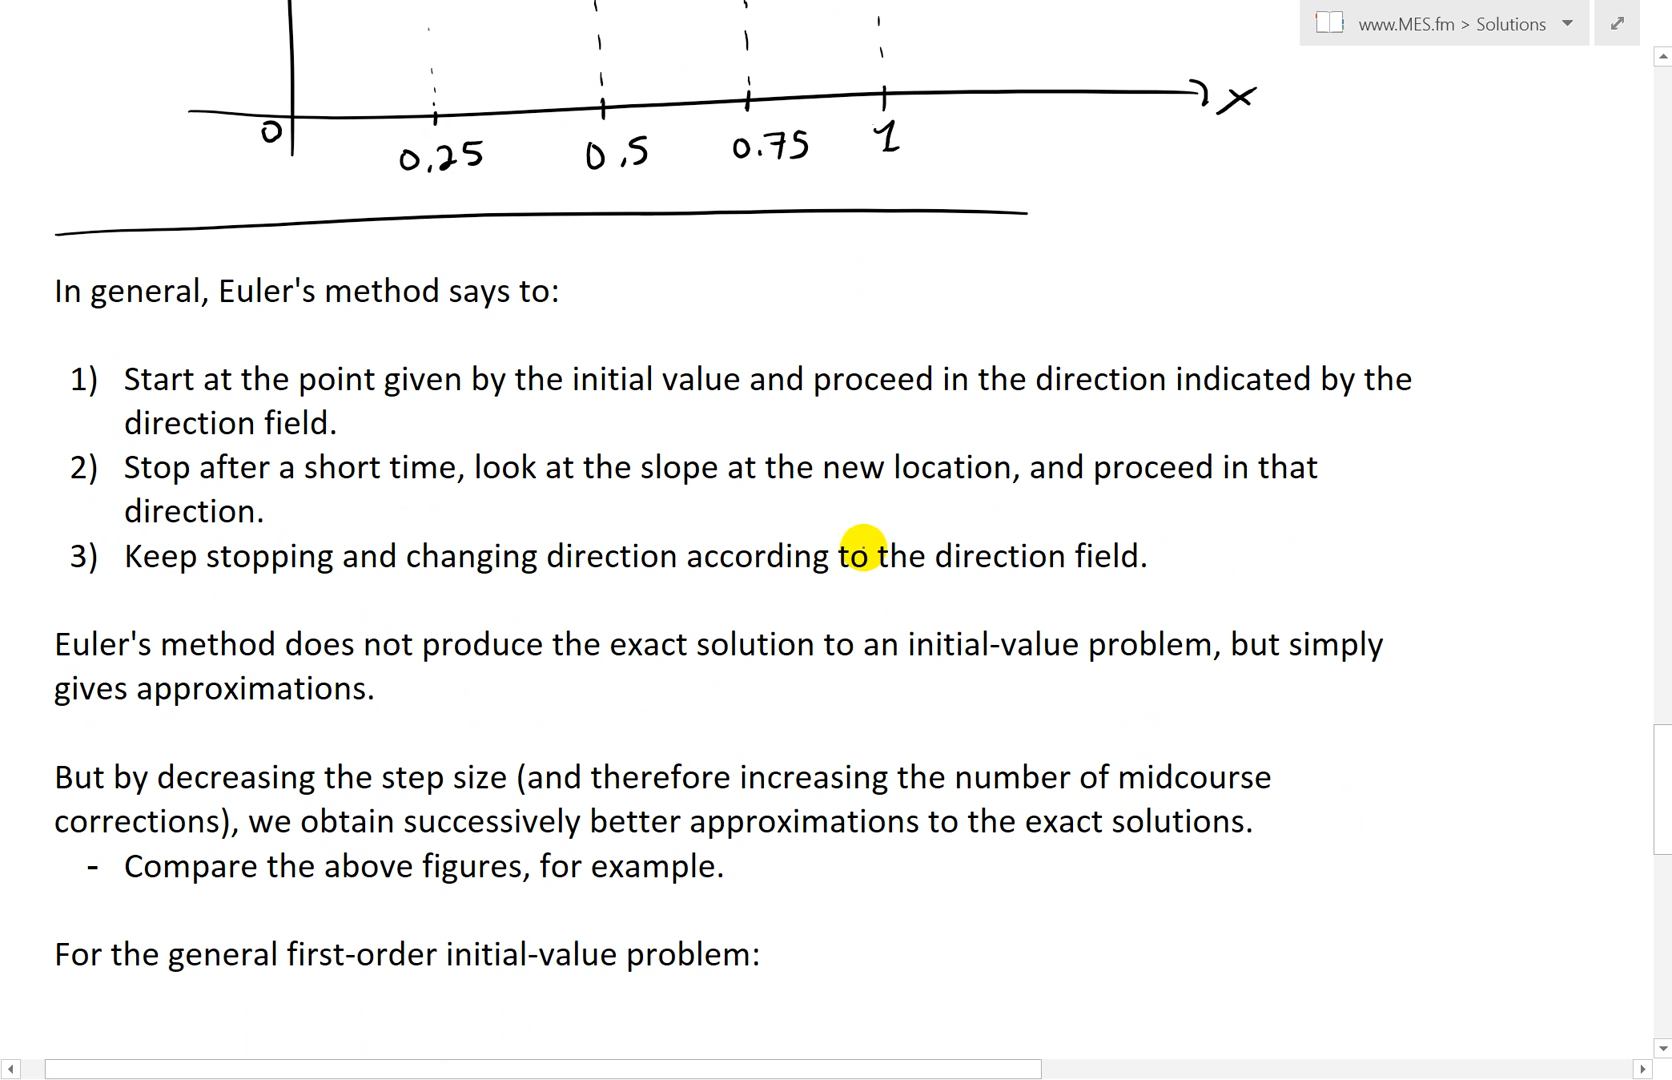 www.MES.fm > Solutions
x
0
0.25
0.5
0.75
1
In general, Euler's method says to:
1) Start at the point given by the initial value and proceed in the direction indicated by the
direction field.
2) Stop after a short time, look at the slope at the new location, and proceed in that
direction.
3) Keep stopping and changing direction according to the direction field.
Euler's method does not produce the exact solution to an initial-value problem, but simply
gives approximations.
But by decreasing the step size (and therefore increasing the number of midcourse
corrections), we obtain successively better approximations to the exact solutions.
- Compare the above figures, for example.
For the general first-order initial-value problem: